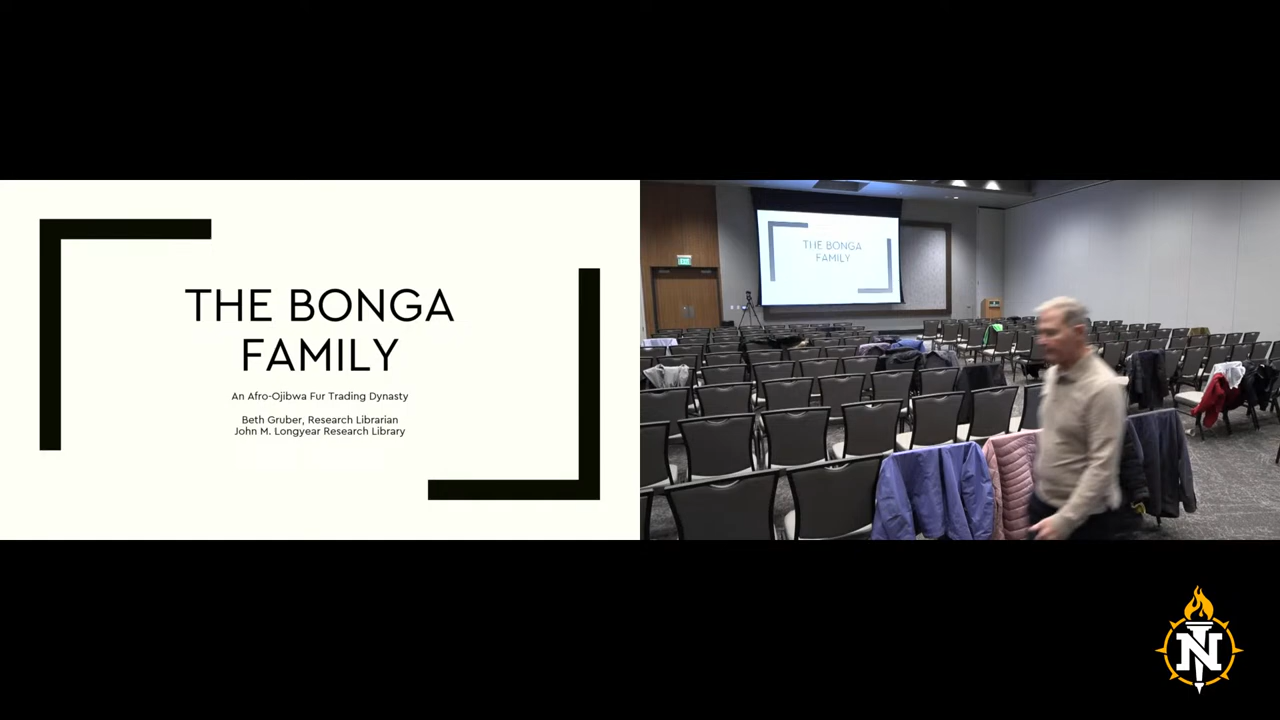 THE BONGA
FAMILY
An Afro-Ojibwa Fur Trading Dynasty
Beth Gruber, Research Librarian
John M. Longyear Research Library
THE BONGA
FAMILY
N